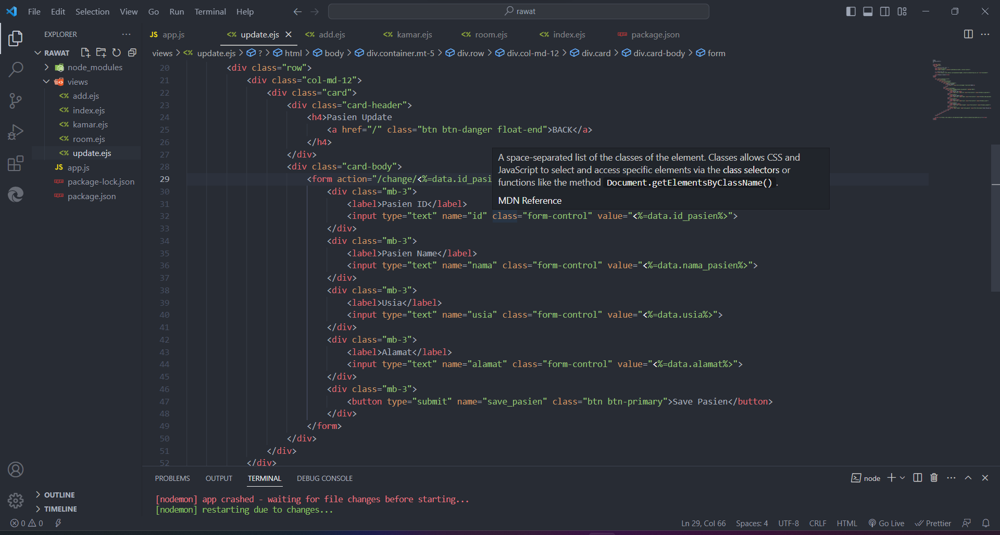 File Edit Selection View Go Run Terminal Help
rawat
EXPLORER
RAWAT
node_modules
views
add.ejs
index.ejs
kamar.ejs
room.ejs
update.ejs
app.js
package-lock.json
package.json
OUTLINE
TIMELINE
JS app.js <% update.ejs <% add.ejs <% kamar.ejs <% room.ejs <% index.ejs package.json
views > <% update.ejs > ? > html > body > div.container.mt-5 > div.row > div.col-md-12 > div.card > div.card-body > form
20 <div class="row">
21 <div class="col-md-12">
22 <div class="card">
23 <div class="card-header">
24 <h4>Pasien Update
25 <a href="/" class="btn btn-danger float-end">BACK</a>
26 </h4>
27 </div>
28 <div class="card-body">
29 <form action="/change/<%=data.id_pasi
30 <div class="mb-3">
31 <label>Pasien ID</label>
32 <input type="text" name="id" class="form-control" value="<%=data.id_pasien%>">
33 </div>
34 <div class="mb-3">
35 <label>Pasien Name</label>
36 <input type="text" name="nama" class="form-control" value="<%=data.nama_pasien%>">
37 </div>
38 <div class="mb-3">
39 <label>Usia</label>
40 <input type="text" name="usia" class="form-control" value="<%=data.usia%>">
41 </div>
42 <div class="mb-3">
43 <label>Alamat</label>
44 <input type="text" name="alamat" class="form-control" value="<%=data.alamat%>">
45 </div>
46 <div class="mb-3">
47 <button type="submit" name="save_pasien" class="btn btn-primary">Save Pasien</button>
48 </div>
49 </form>
50 </div>
51 </div>
52 </div>
A space-separated list of the classes of the element. Classes allows CSS and
JavaScript to select and access specific elements via the class selectors or
functions like the method Document.getElementsByClassName().
MDN Reference
PROBLEMS OUTPUT TERMINAL DEBUG CONSOLE
node
[nodemon] app crashed - waiting for file changes before starting...
[nodemon] restarting due to changes...
0 0
Ln 29, Col 66 Spaces: 4 UTF-8 CRLF HTML Go Live Prettier